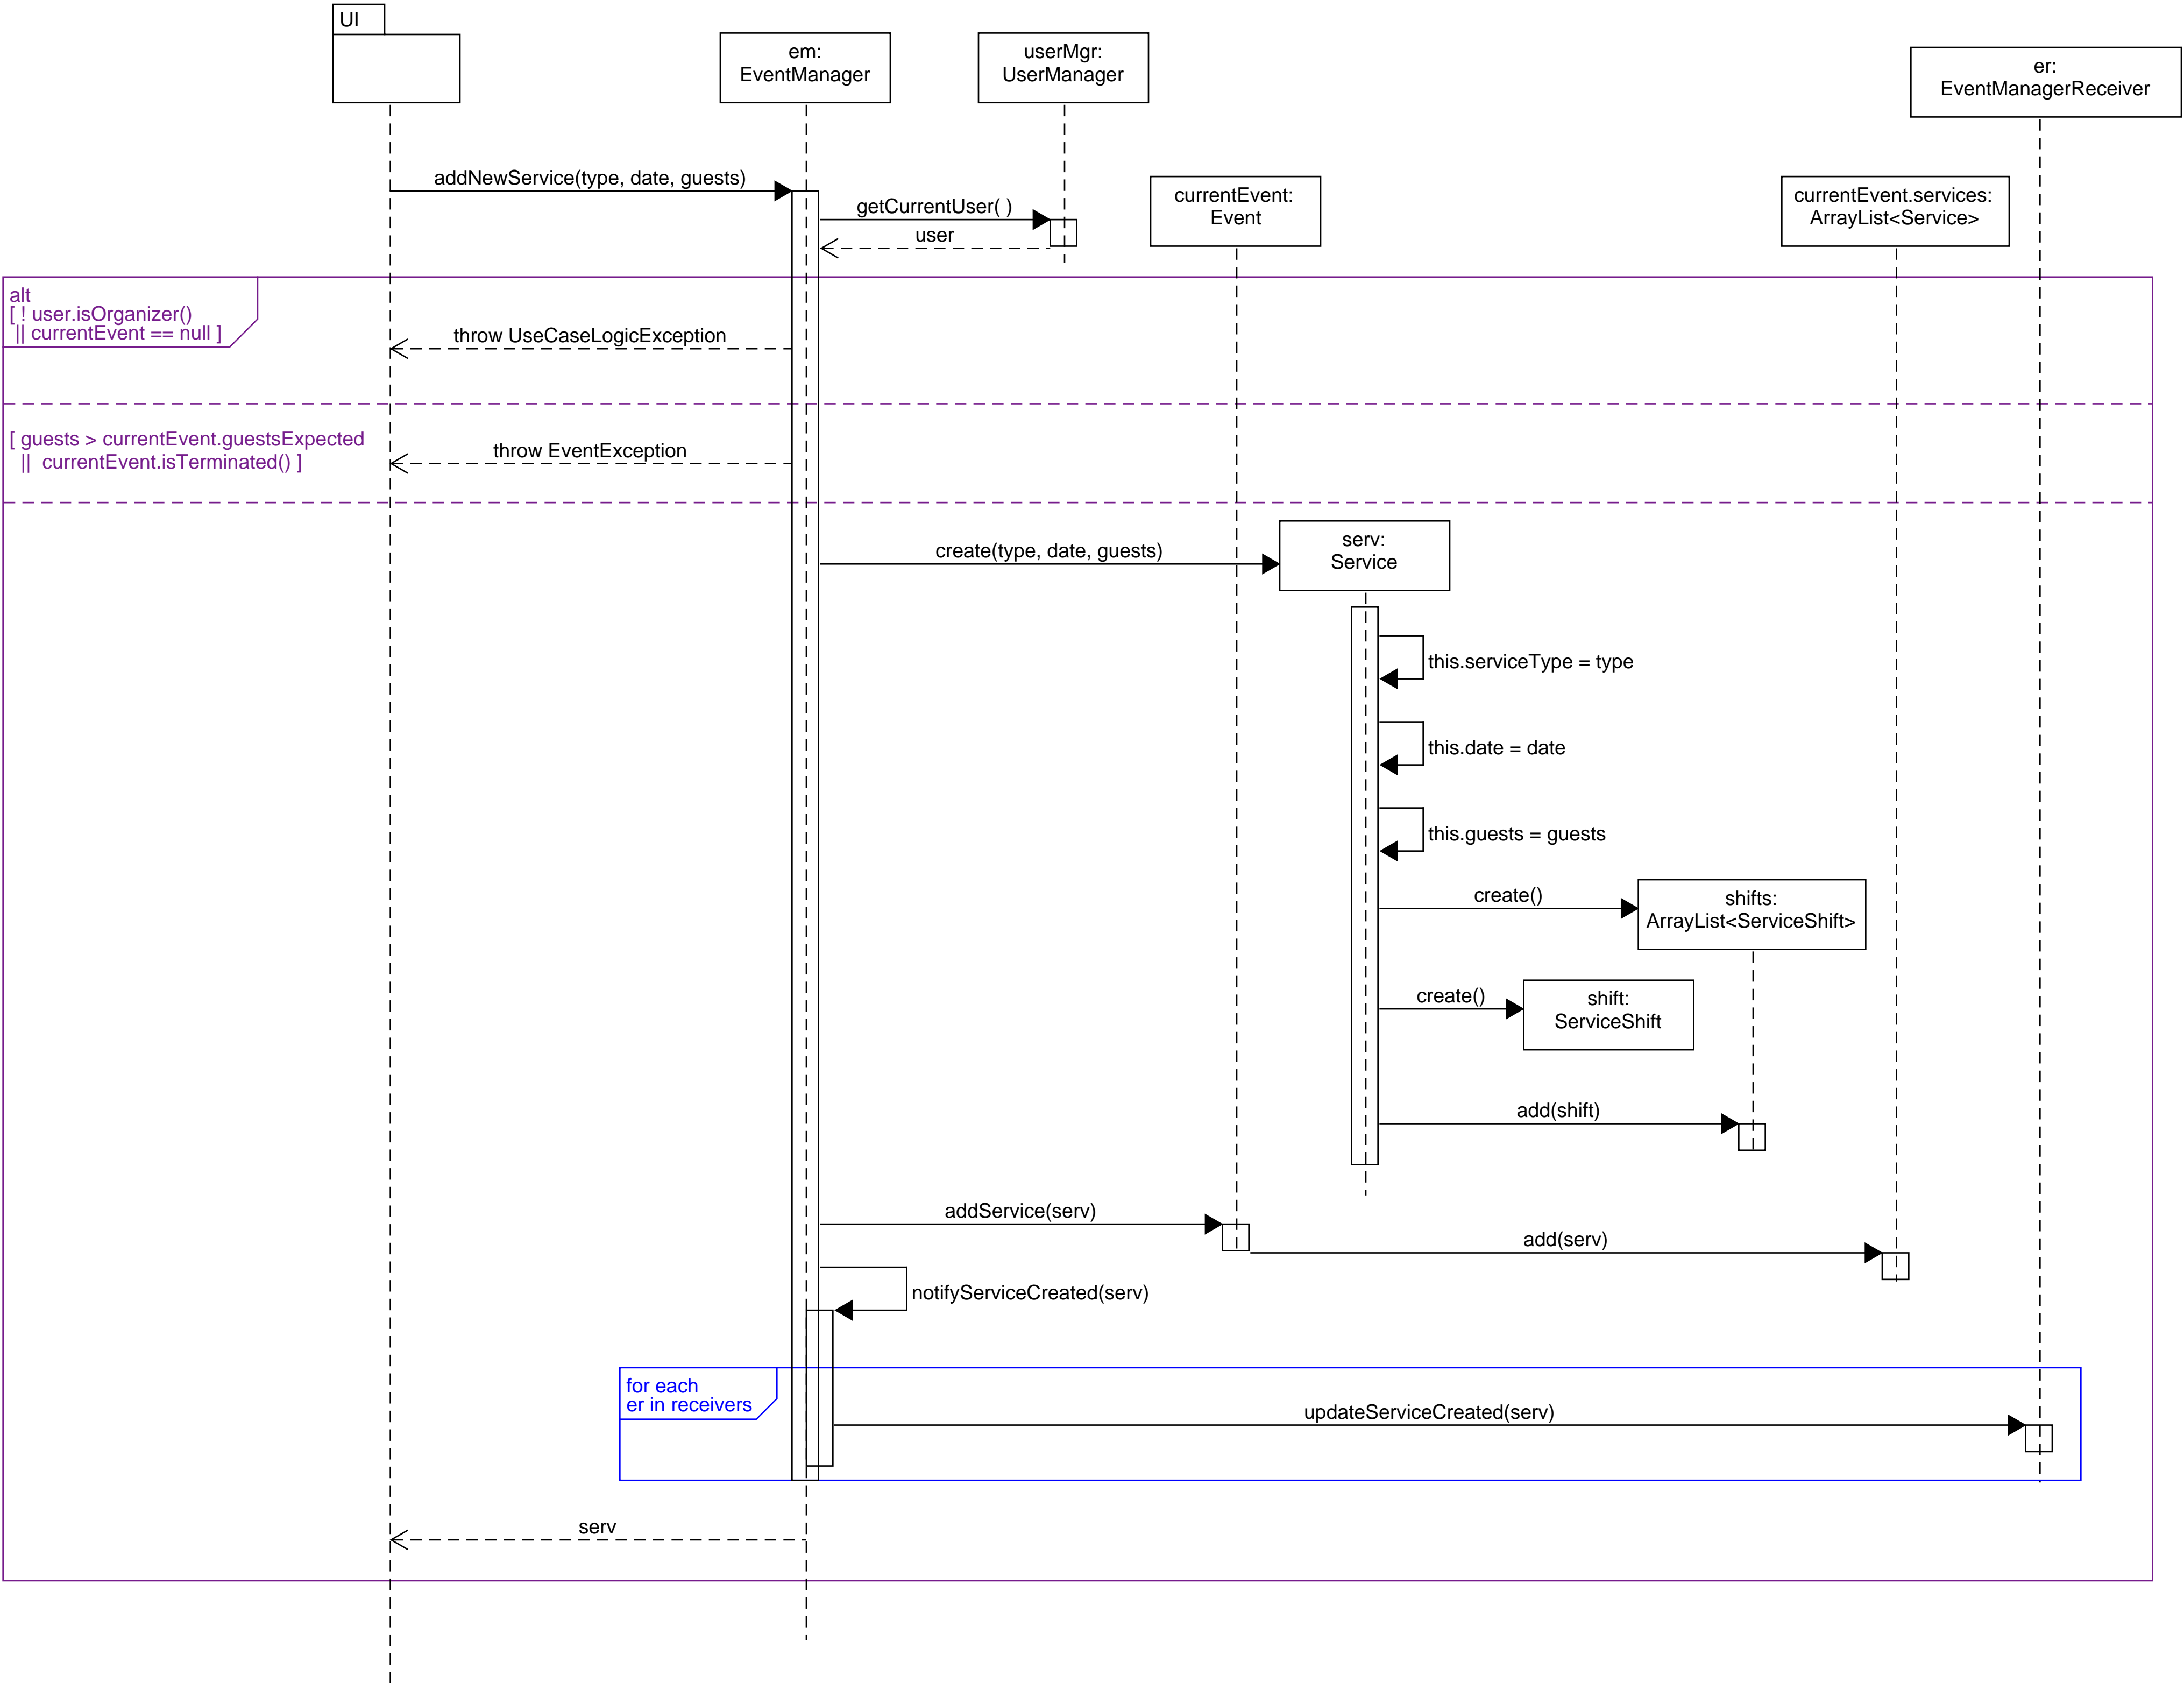 UI
em:
EventManager
userMgr:
UserManager
er:
EventManagerReceiver
addNewService(type, date, guests)
getCurrentUser( )
user
currentEvent:
Event
currentEvent.services:
ArrayList<Service>
alt
[ ! user.isOrganizer()
|| currentEvent == null ]
throw UseCaseLogicException
[ guests > currentEvent.guestsExpected
|| currentEvent.isTerminated() ]
throw EventException
create(type, date, guests)
serv:
Service
this.serviceType = type
this.date = date
this.guests = guests
create()
shifts:
ArrayList<ServiceShift>
create()
shift:
ServiceShift
add(shift)
addService(serv)
add(serv)
notifyServiceCreated(serv)
for each
er in receivers
updateServiceCreated(serv)
serv